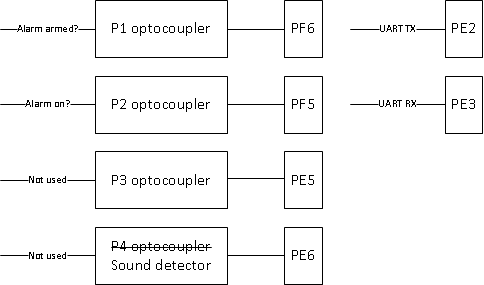 Alarm armed? P1 optocoupler PF6 UART TX PE2
Alarm on? P2 optocoupler PF5 UART RX PE3
Not used P3 optocoupler PE5
Not used P4 optocoupler PE6
Sound detector